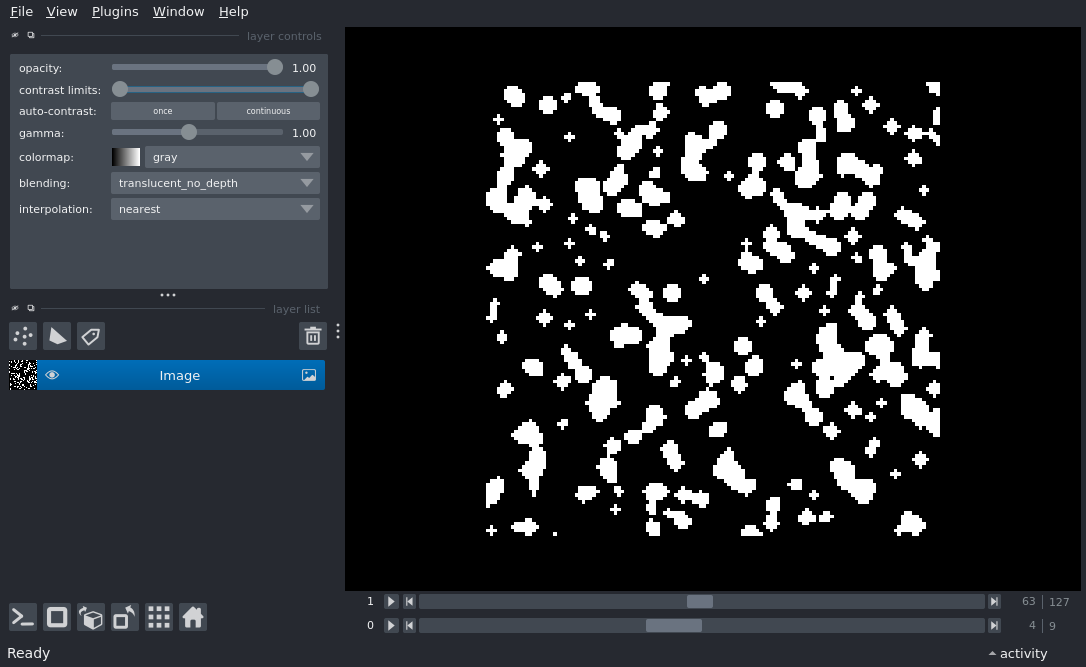 File View Plugins Window Help
layer controls
opacity: 1.00
contrast limits:
auto-contrast: once continuous
gamma: 1.00
colormap: gray
blending: translucent_no_depth
interpolation: nearest
layer list
Image
1 63 127
0 4 9
Ready activity